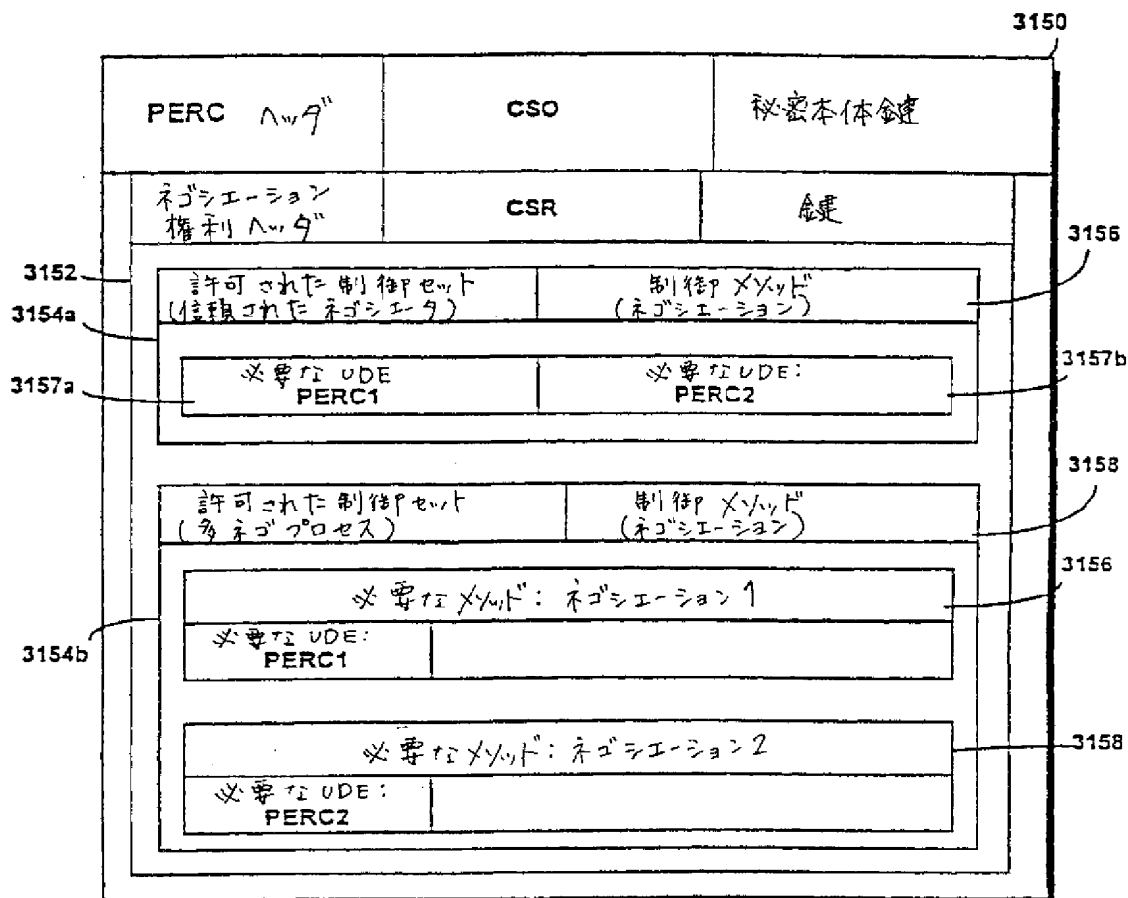 3150
PERC ヘッダ CSO 秘密本体鍵
ネゴシエーション
権利ヘッダ CSR 鍵
3156
3152
許可された制御セット 制御メソッド
(信頼されたネゴシエータ) (ネゴシエーション)
3154a
必要なUDE 必要なUDE:
PERC1 PERC2
3157a
3157b
3158
許可された制御セット 制御メソッド
(多ネゴプロセス) (ネゴシエーション)
3156
必要なメソッド: ネゴシエーション1
必要なUDE:
PERC1
3154b
必要なメソッド: ネゴシエーション2
3158
必要なUDE:
PERC2